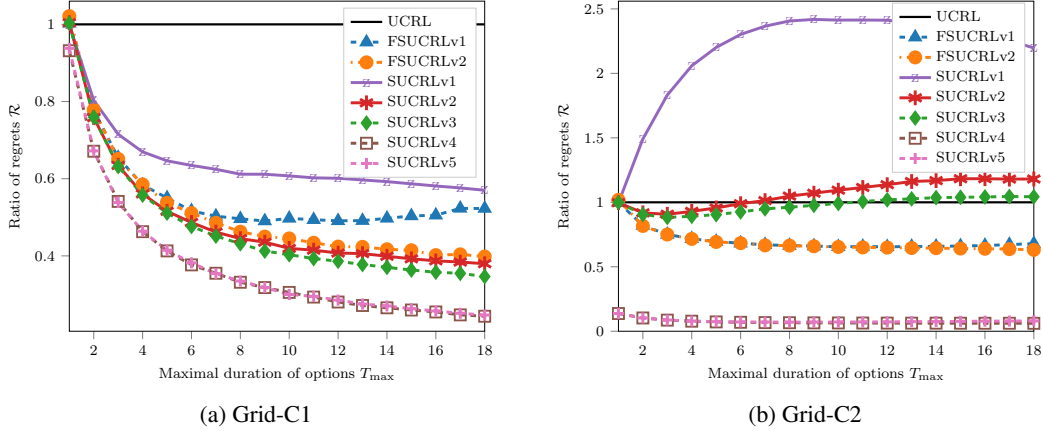 1
0.8
0.6
0.4
2 4 6 8 10 12 14 16 18
Ratio of regrets R
Maximal duration of options Tmax
UCRL
FSUCRLv1
FSUCRLv2
SUCRLv1
SUCRLv2
SUCRLv3
SUCRLv4
SUCRLv5
(a) Grid-C1
2.5
2
1.5
1
0.5
0
2 4 6 8 10 12 14 16 18
Ratio of regrets R
Maximal duration of options Tmax
UCRL
FSUCRLv1
FSUCRLv2
SUCRLv1
SUCRLv2
SUCRLv3
SUCRLv4
SUCRLv5
(b) Grid-C2